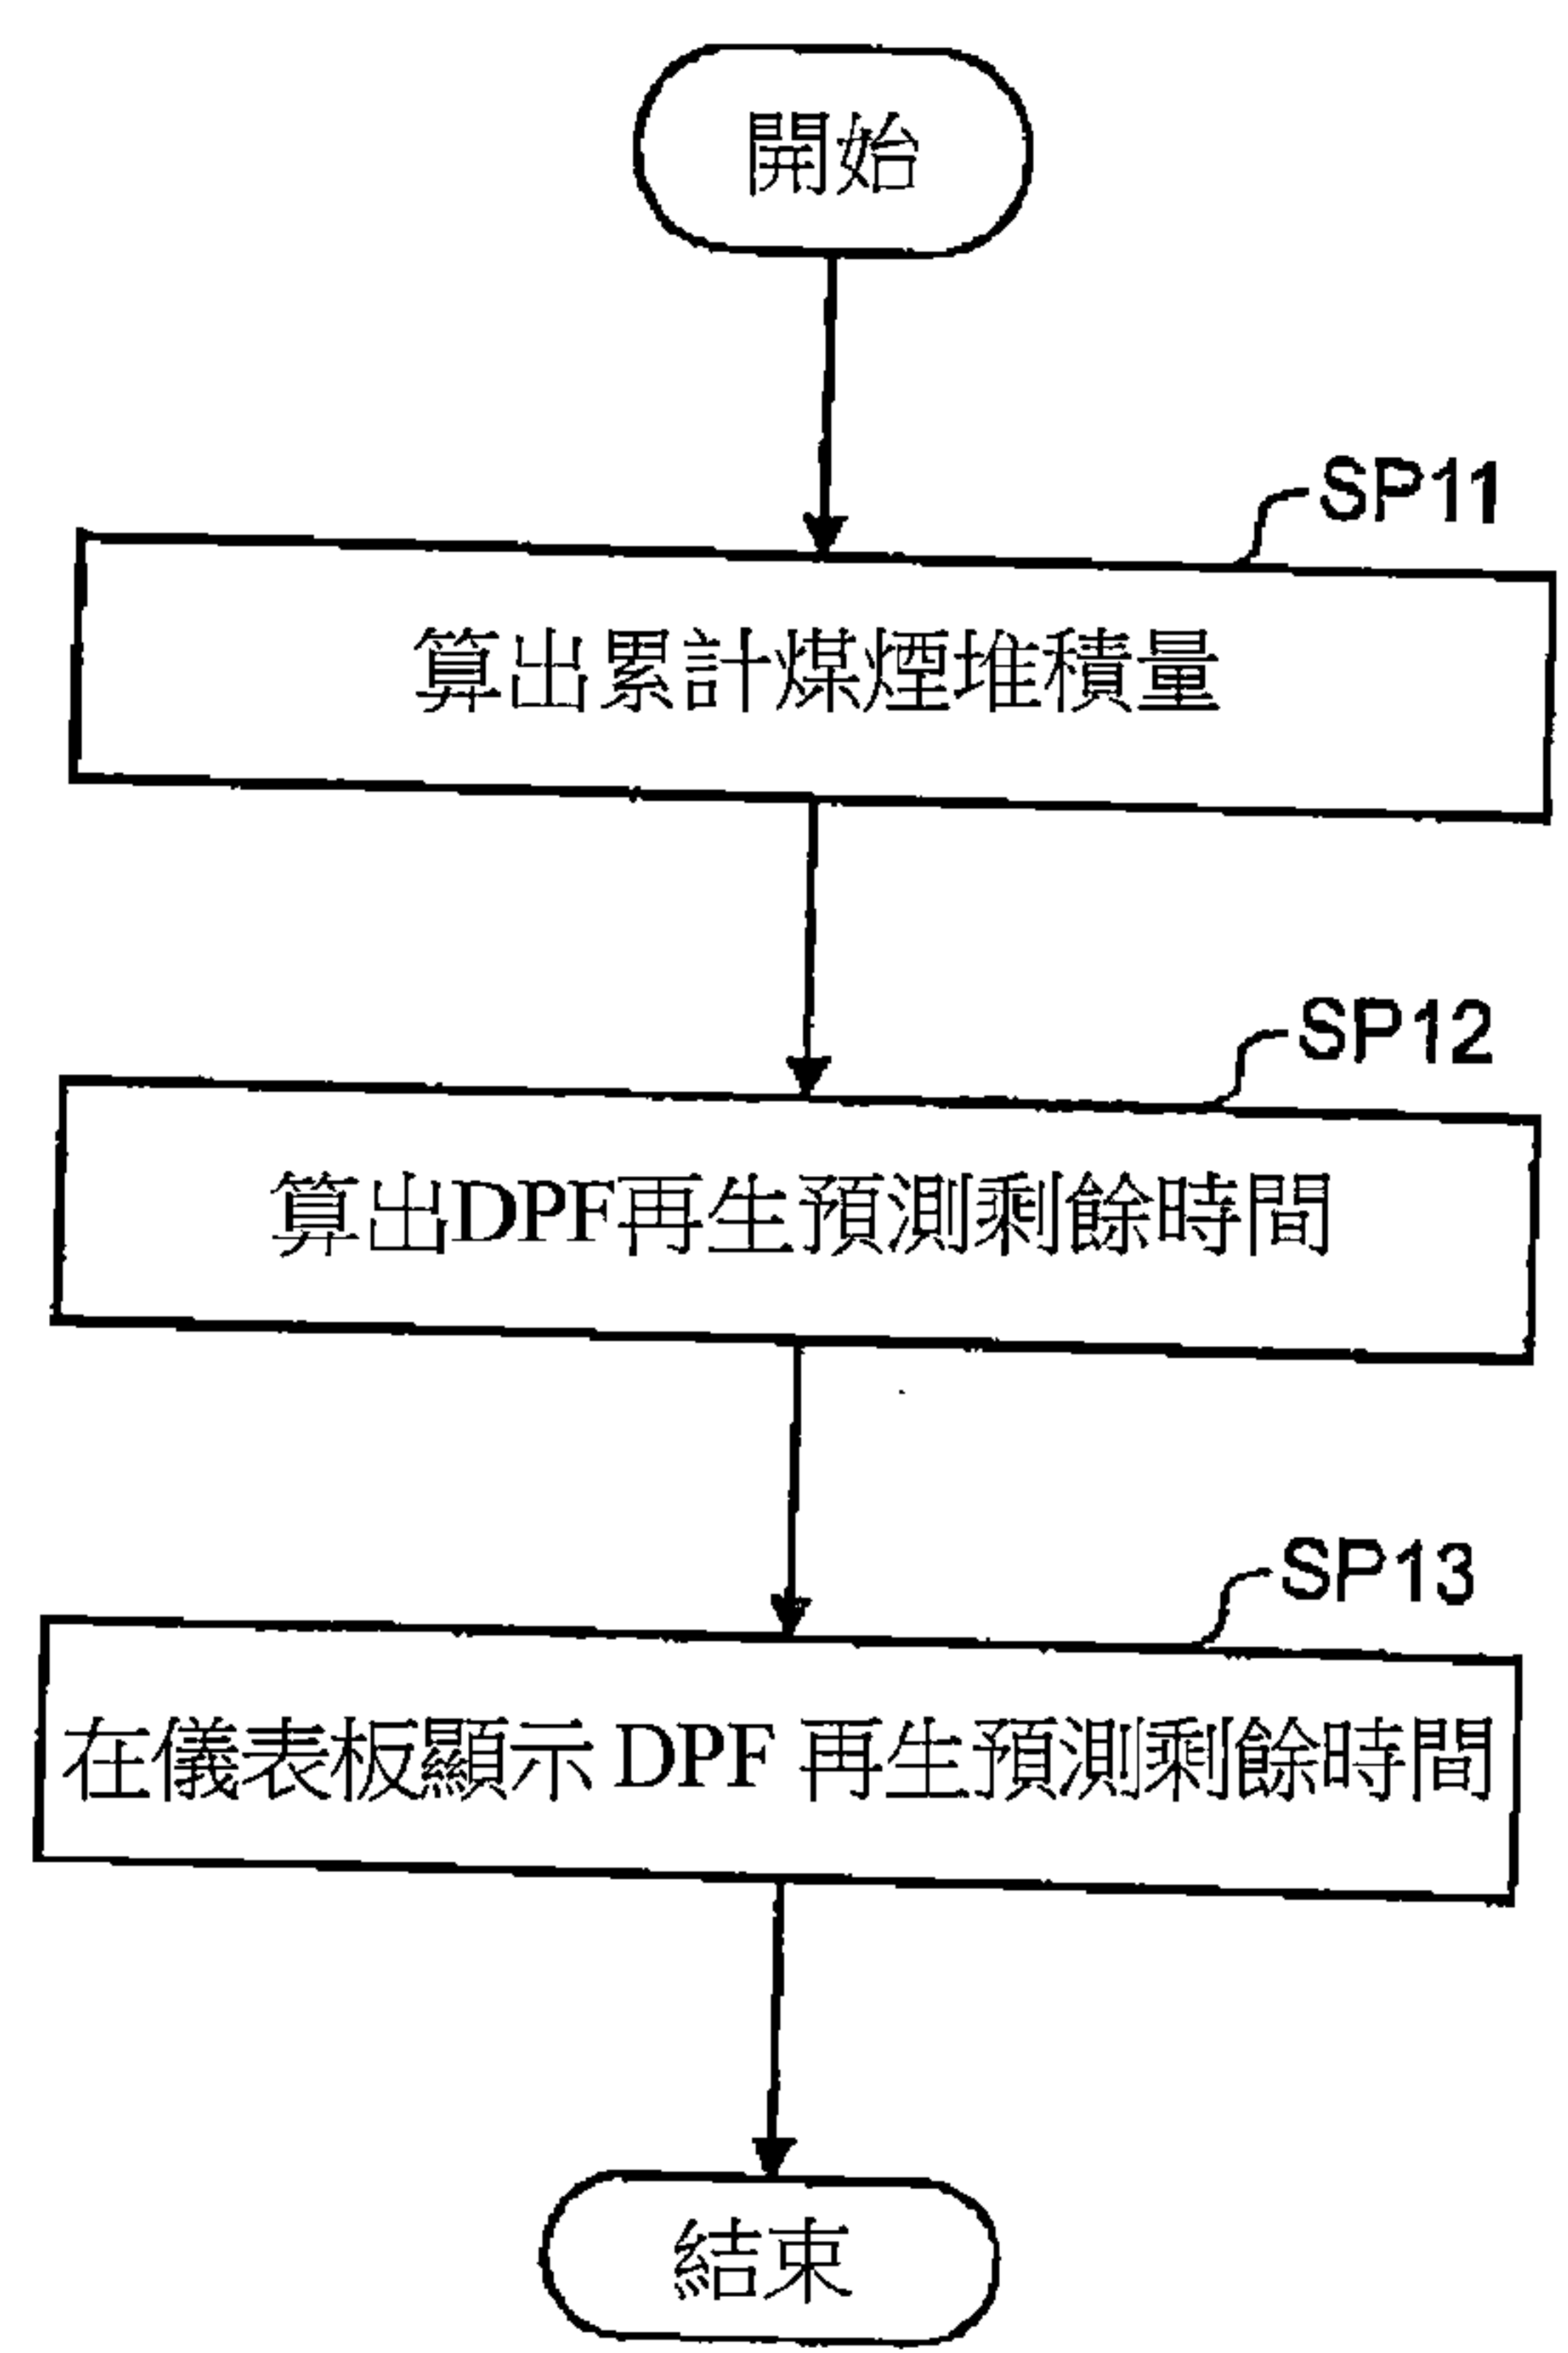 開始
SP11
算出累計煤煙堆積量
SP12
算出DPF再生預測剩餘時間
SP13
在儀表板顯示 DPF 再生預測剩餘時間
結束